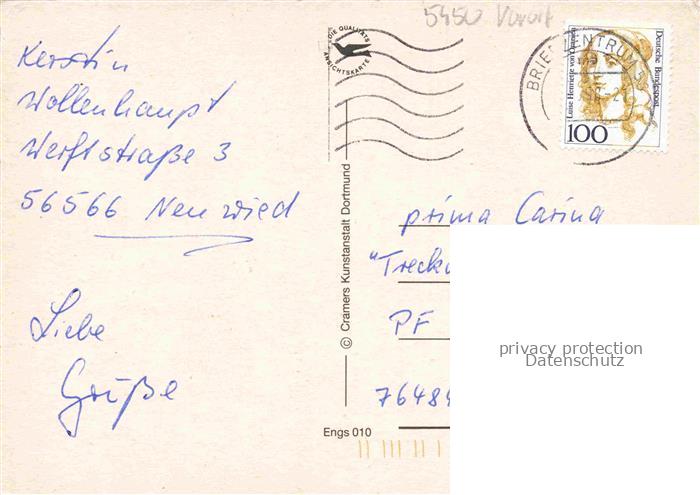 5450 Vorort
Kerstin
Wollenhaupt
Werftstraße 3
56566 Neuwied
Liebe
Grüße
DIE QUALITÄTS
ANSICHTSKARTE
© Cramers Kunstanstalt Dortmund
Engs 010
BRIEFZENTRUM
Luise Henriette von Oranien
Deutsche Bundespost
100
prima Carina
"Treck
PF
7648
privacy protection
Datenschutz